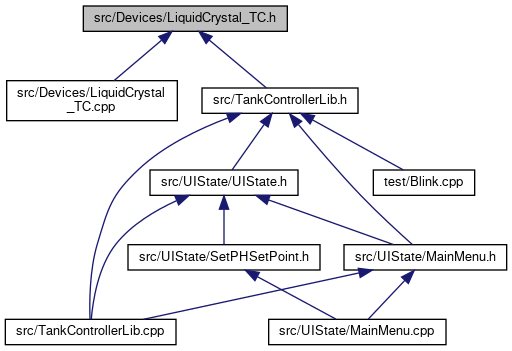 src/Devices/LiquidCrystal_TC.h
src/Devices/LiquidCrystal
_TC.cpp
src/TankControllerLib.h
src/UIState/UIState.h
test/Blink.cpp
src/UIState/SetPHSetPoint.h
src/UIState/MainMenu.h
src/TankControllerLib.cpp
src/UIState/MainMenu.cpp